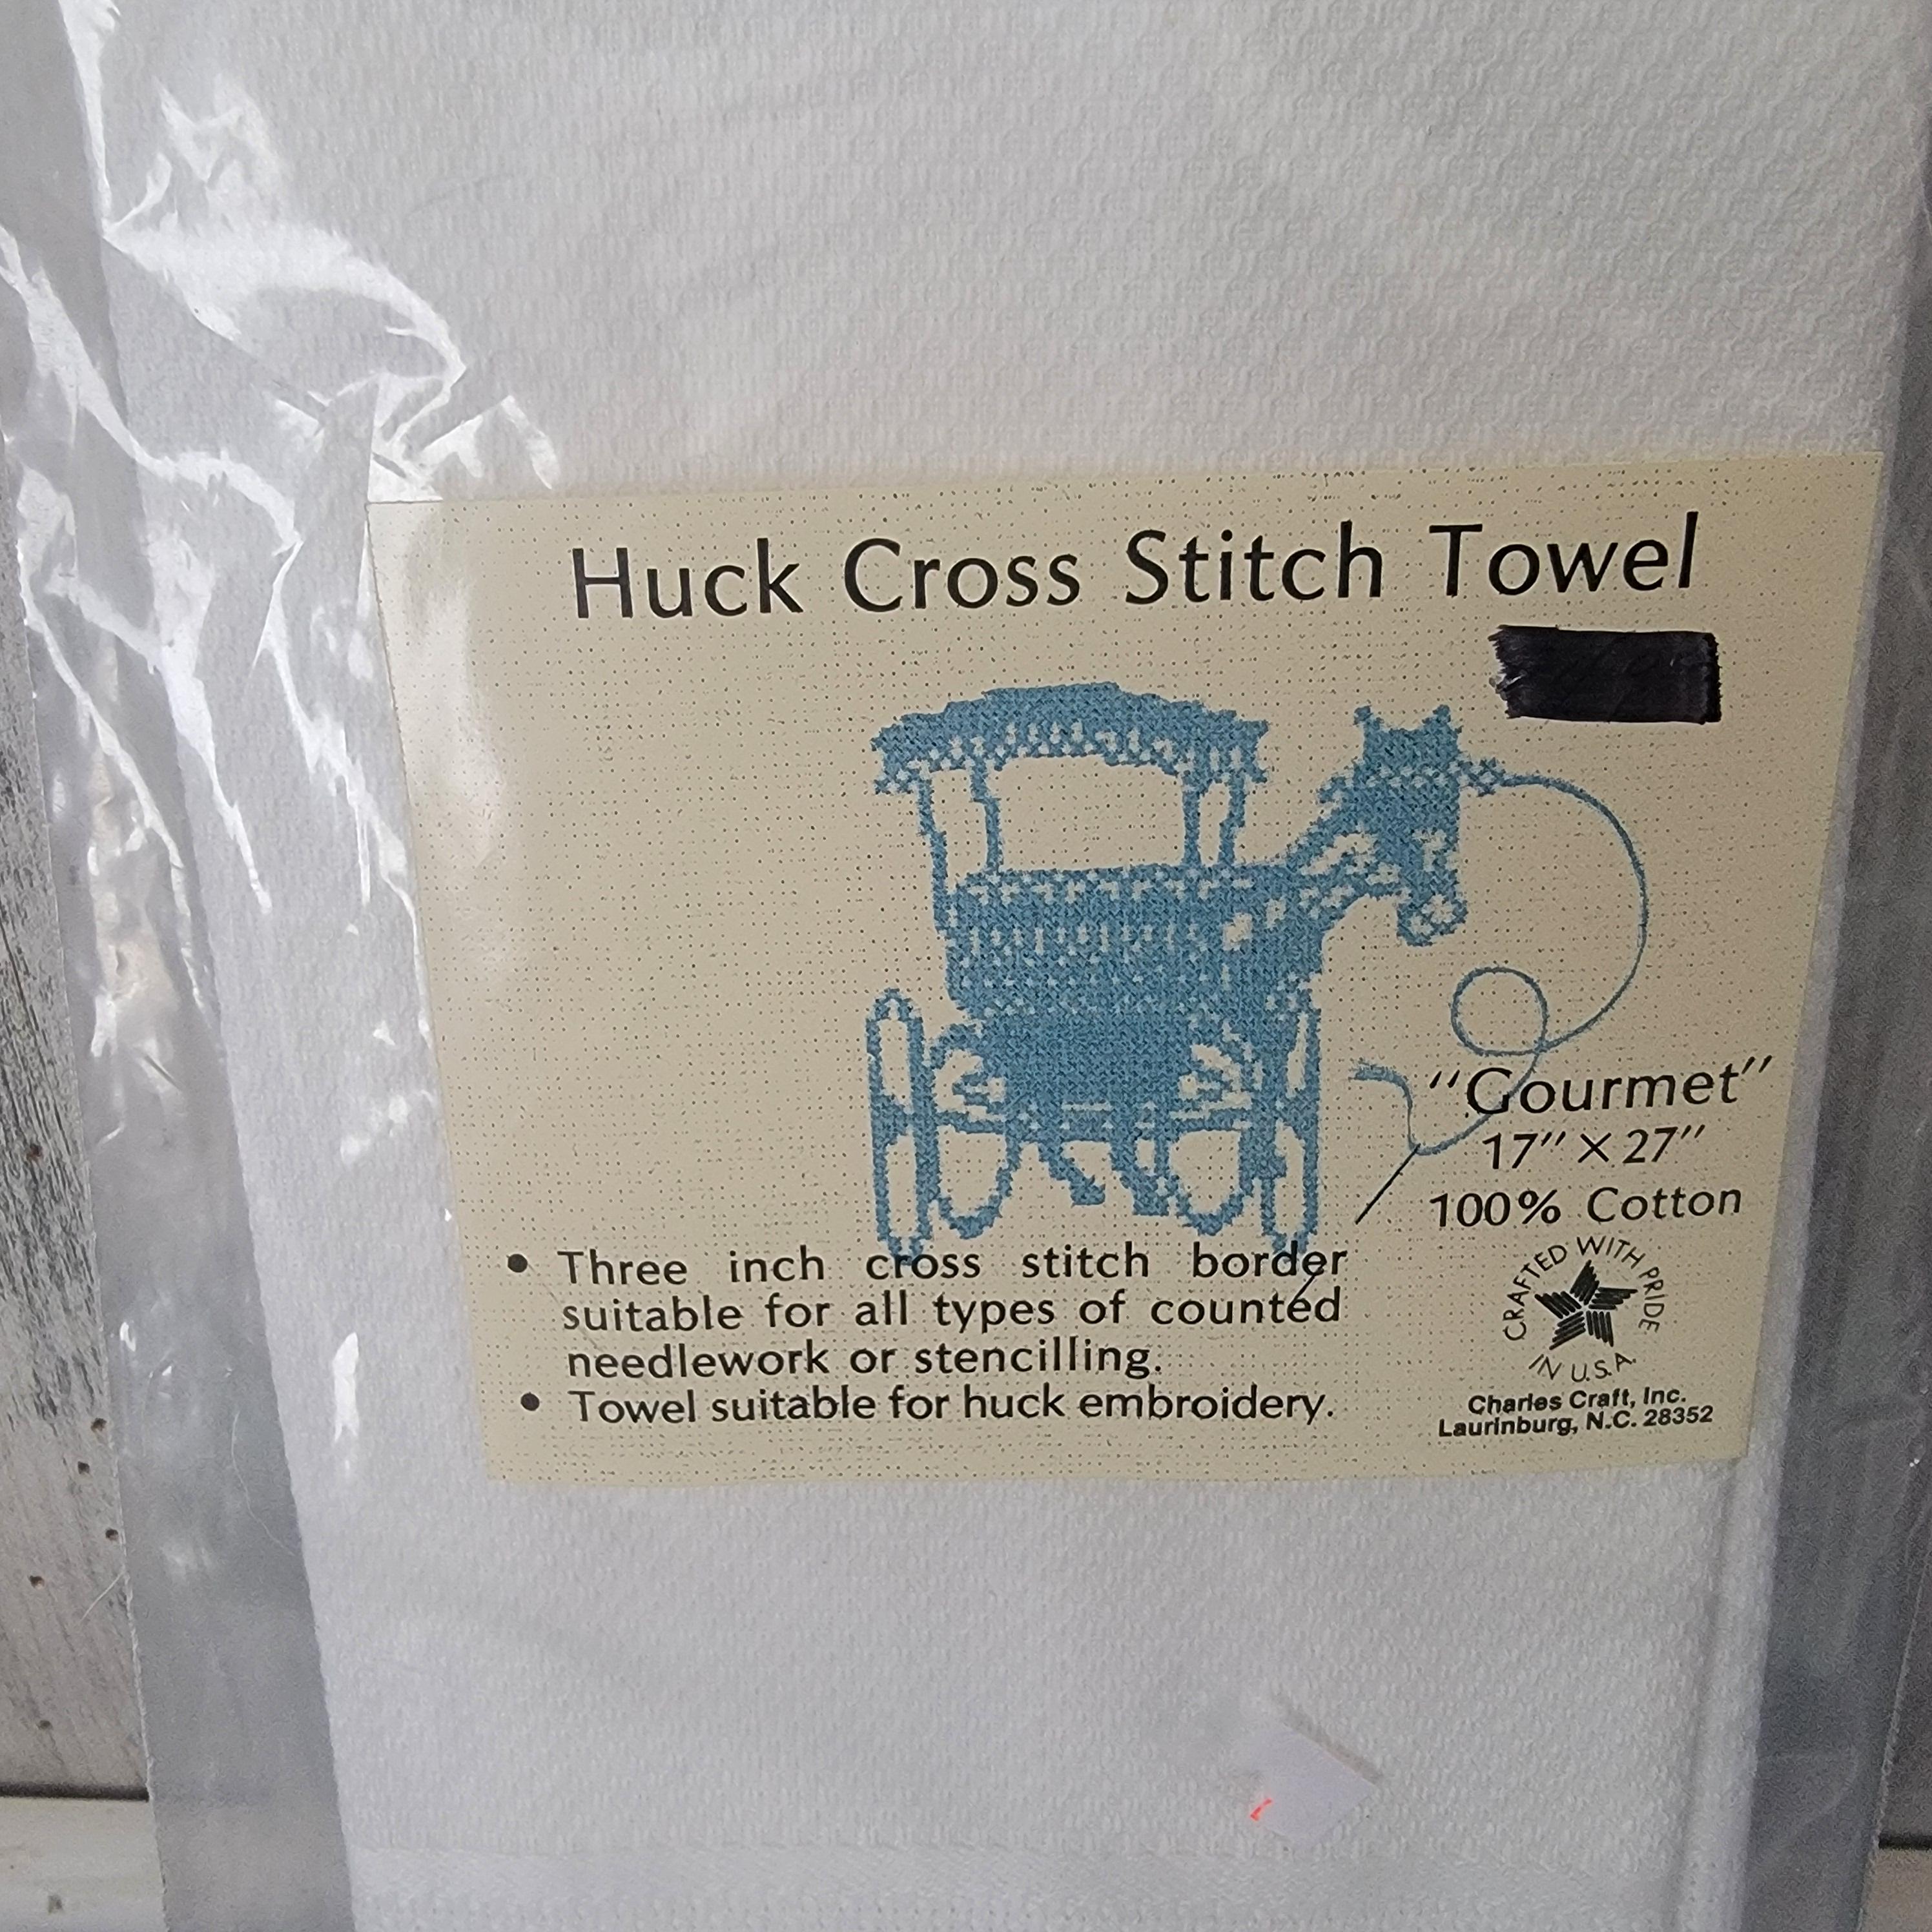 Huck Cross Stitch Towel
"Gourmet"
17" X 27"
100% Cotton
• Three inch cross stitch border
suitable for all types of counted
needlework or stencilling.
• Towel suitable for huck embroidery.
CRAFTED WITH PRIDE
IN U.S.A.
Charles Craft, Inc.
Laurinburg, N.C. 28352